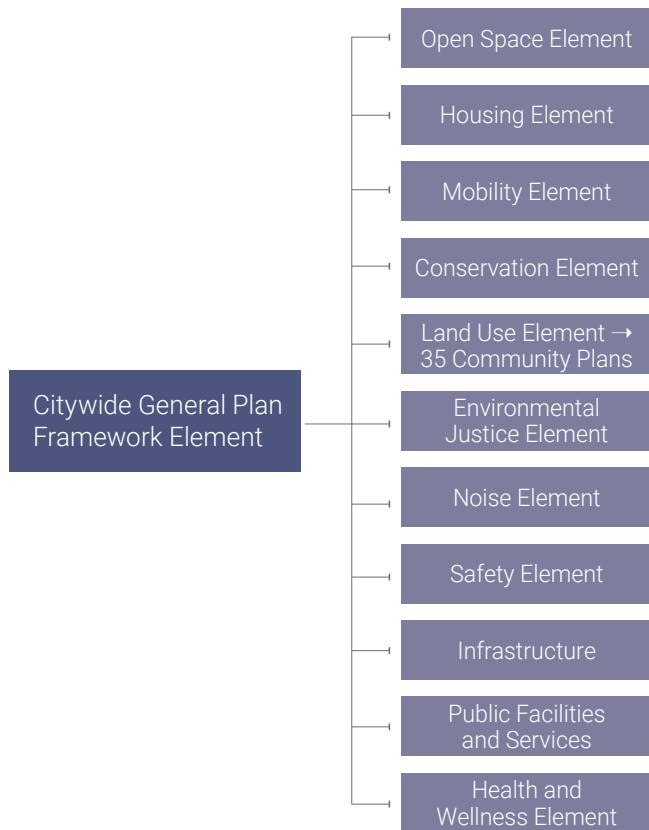 Open Space Element
Housing Element
Mobility Element
Conservation Element
Land Use Element →
35 Community Plans
Citywide General Plan
Framework Element
Environmental
Justice Element
Noise Element
Safety Element
Infrastructure
Public Facilities
and Services
Health and
Wellness Element